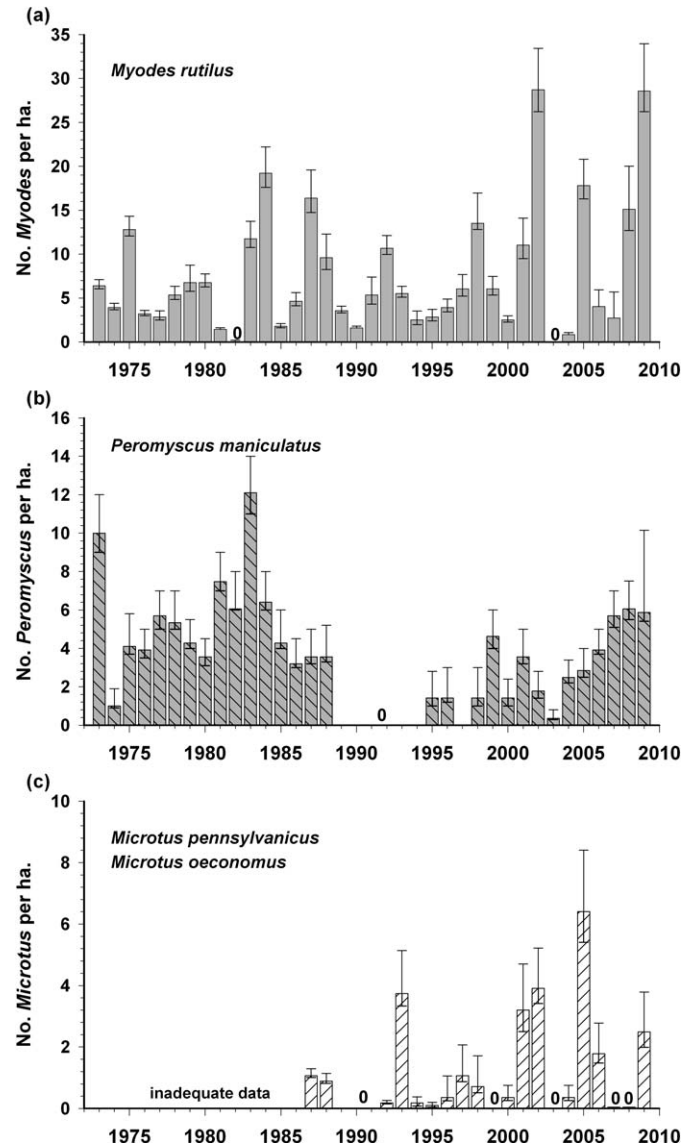 (a)
35
30
25
20
15
10
5
0
No. Myodes per ha.
Myodes rutilus
0
0
1975 1980 1985 1990 1995 2000 2005 2010
(b)
16
14
12
10
8
6
4
2
0
No. Peromyscus per ha.
Peromyscus maniculatus
0
1975 1980 1985 1990 1995 2000 2005 2010
(c)
10
8
6
4
2
0
No. Microtus per ha.
Microtus pennsylvanicus
Microtus oeconomus
inadequate data
0 0 0 0 0
1975 1980 1985 1990 1995 2000 2005 2010